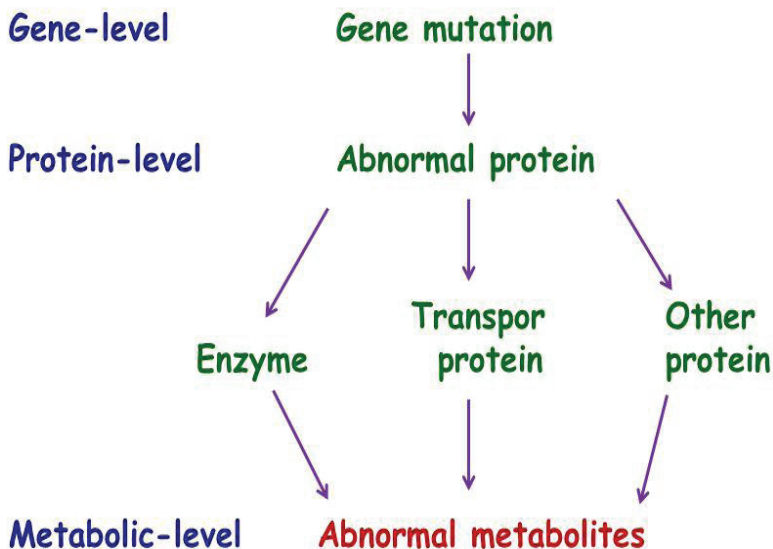 Gene-level Gene mutation
Protein-level Abnormal protein
Enzyme
Transpor
protein
Other
protein
Metabolic-level Abnormal metabolites